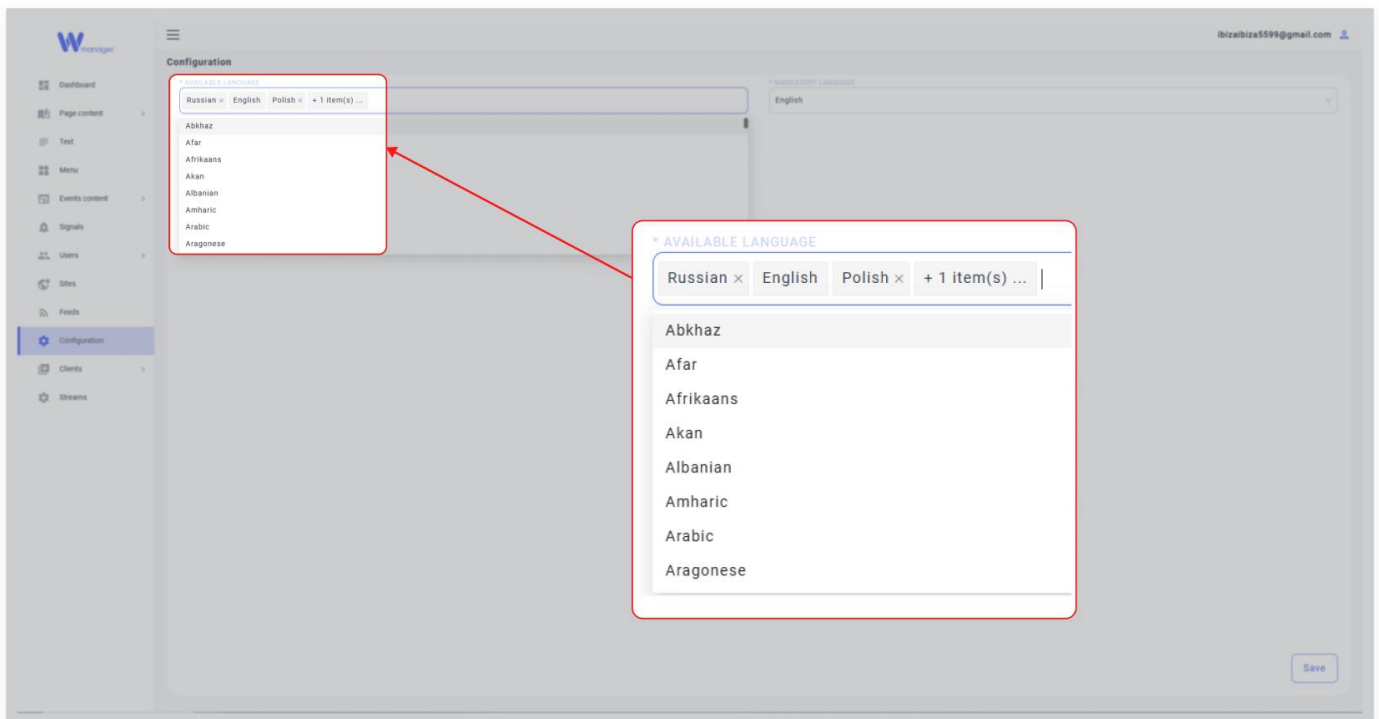 W manager
ibizaibiza5599@gmail.com
Configuration
Dashboard
Page content
Text
Menu
Events content
Signals
Users
Sites
Feeds
Configuration
Clients
Streams
* AVAILABLE LANGUAGE
Russian × English Polish × + 1 item(s) ...
Abkhaz
Afar
Afrikaans
Akan
Albanian
Amharic
Arabic
Aragonese
* MANDATORY LANGUAGE
English
* AVAILABLE LANGUAGE
Russian × English Polish × + 1 item(s) ...
Abkhaz
Afar
Afrikaans
Akan
Albanian
Amharic
Arabic
Aragonese
Save